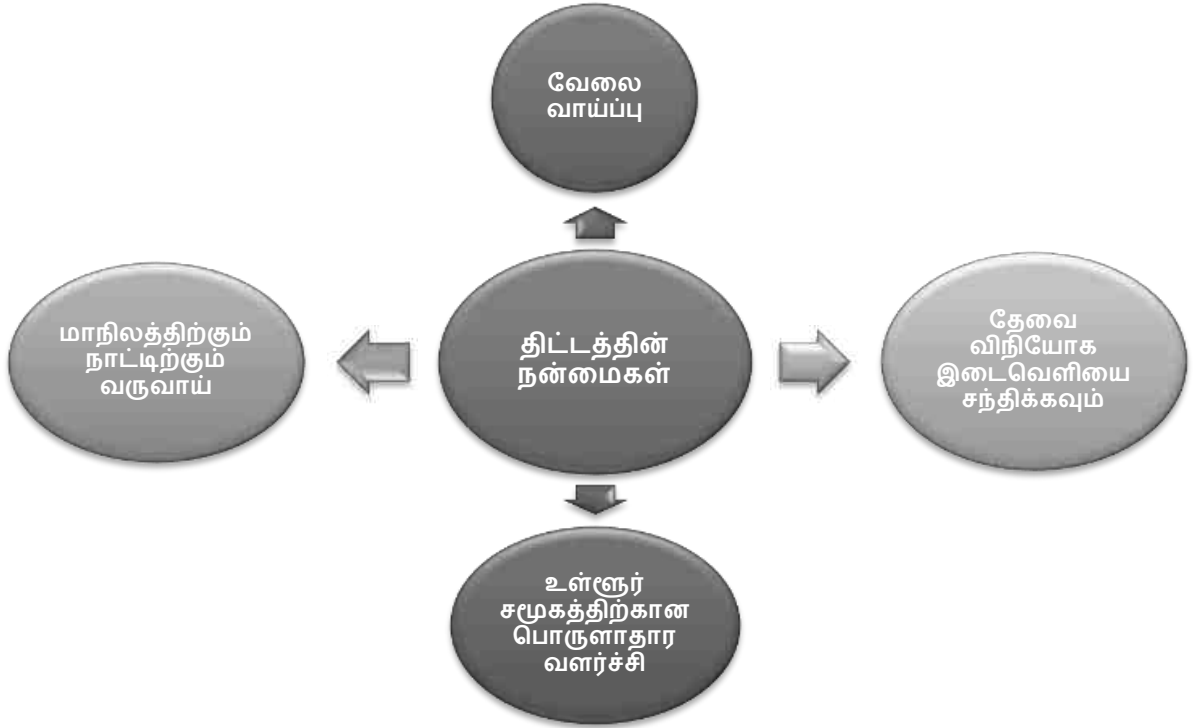 வேலை
வாய்ப்பு
மாநிலத்திற்கும்
நாட்டிற்கும்
வருவாய்
திட்டத்தின்
நன்மைகள்
தேவை
விநியோக
இடைவெளியை
சந்திக்கவும்
உள்ளூர்
சமூகத்திற்கான
பொருளாதார
வளர்ச்சி